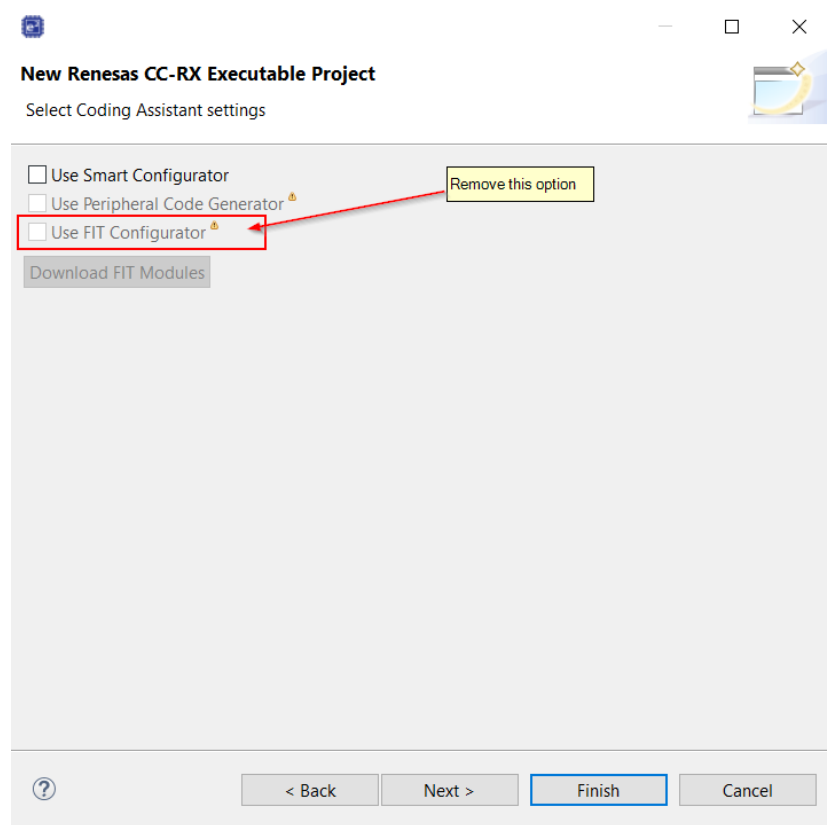 New Renesas CC-RX Executable Project
Select Coding Assistant settings
Use Smart Configurator
Remove this option
Use Peripheral Code Generator
Use FIT Configurator
Download FIT Modules
< Back
Next >
Finish
Cancel